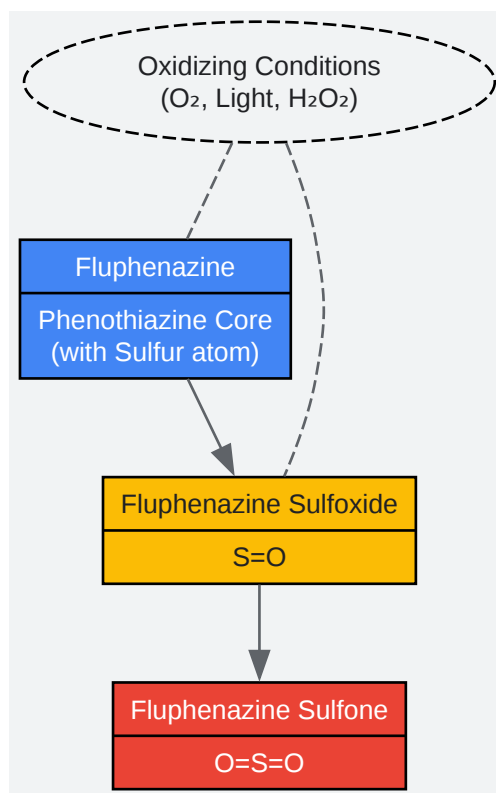 Oxidizing Conditions
(O₂, Light, H₂O₂)
Fluphenazine
Phenothiazine Core
(with Sulfur atom)
Fluphenazine Sulfoxide
S=O
Fluphenazine Sulfone
O=S=O